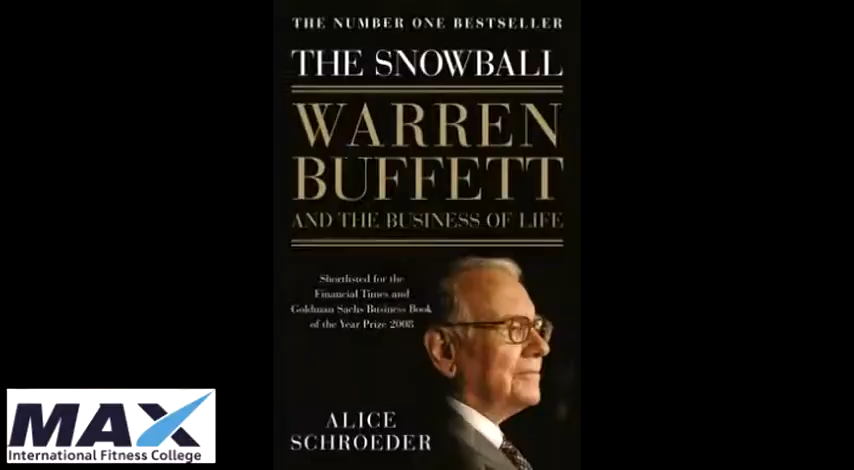 THE NUMBER ONE BESTSELLER
THE SNOWBALL
WARREN
BUFFETT
AND THE BUSINESS OF LIFE
Shortlisted for the
Financial Times and
Goldman Sachs Business Book
of the Year Prize 2008
ALICE
SCHROEDER
MAX
International Fitness College